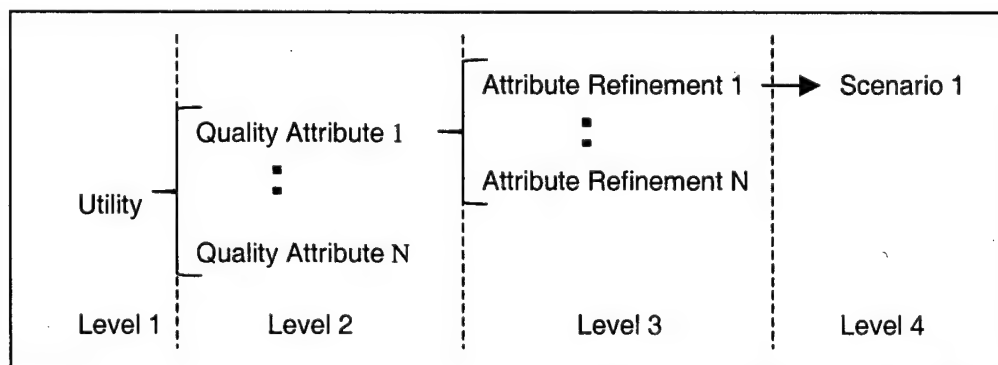 Attribute Refinement 1
Scenario 1
Quality Attribute 1
Attribute Refinement N
Utility
Quality Attribute N
Level 1
Level 2
Level 3
Level 4